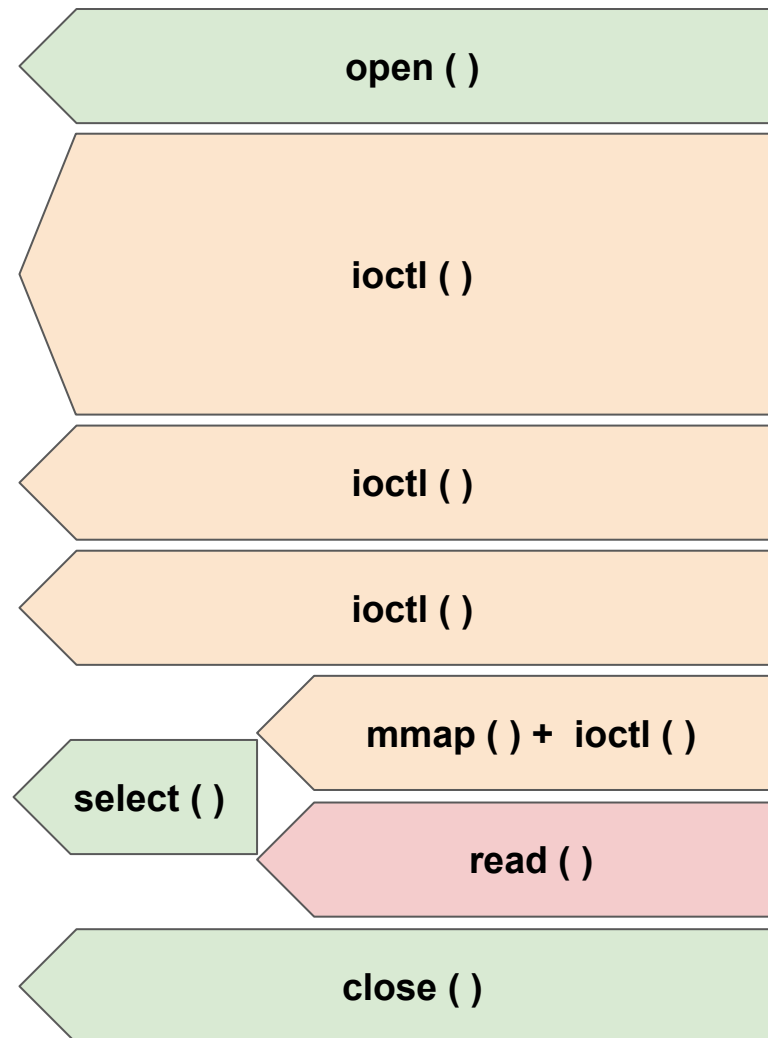 open ( )
ioctl ( )
ioctl ( )
ioctl ( )
mmap ( ) + ioctl ( )
select ( )
read ( )
close ( )